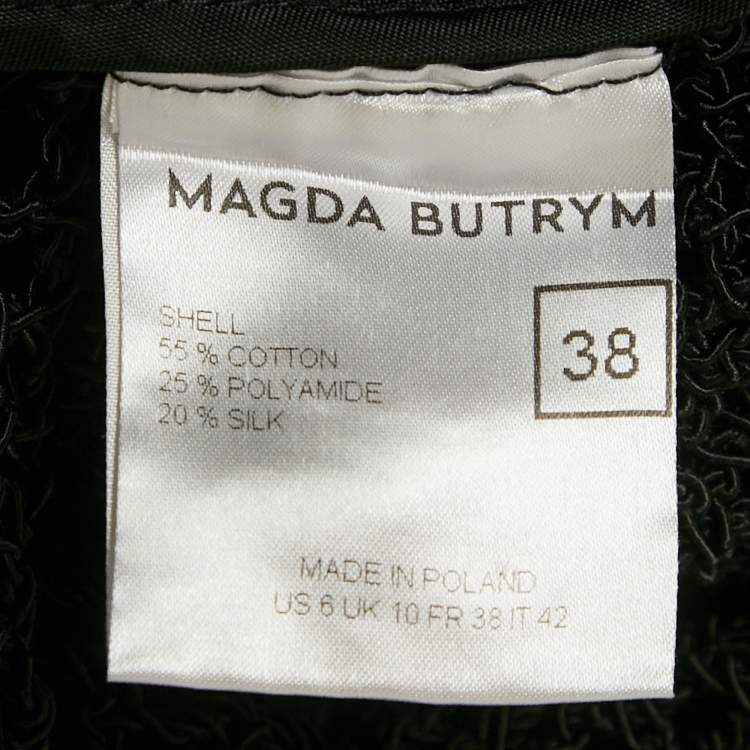 MAGDA BUTRYM
SHELL
55 % COTTON
25 % POLYAMIDE
20 % SILK
38
MADE IN POLAND
US 6 UK 10 FR 38 IT 42